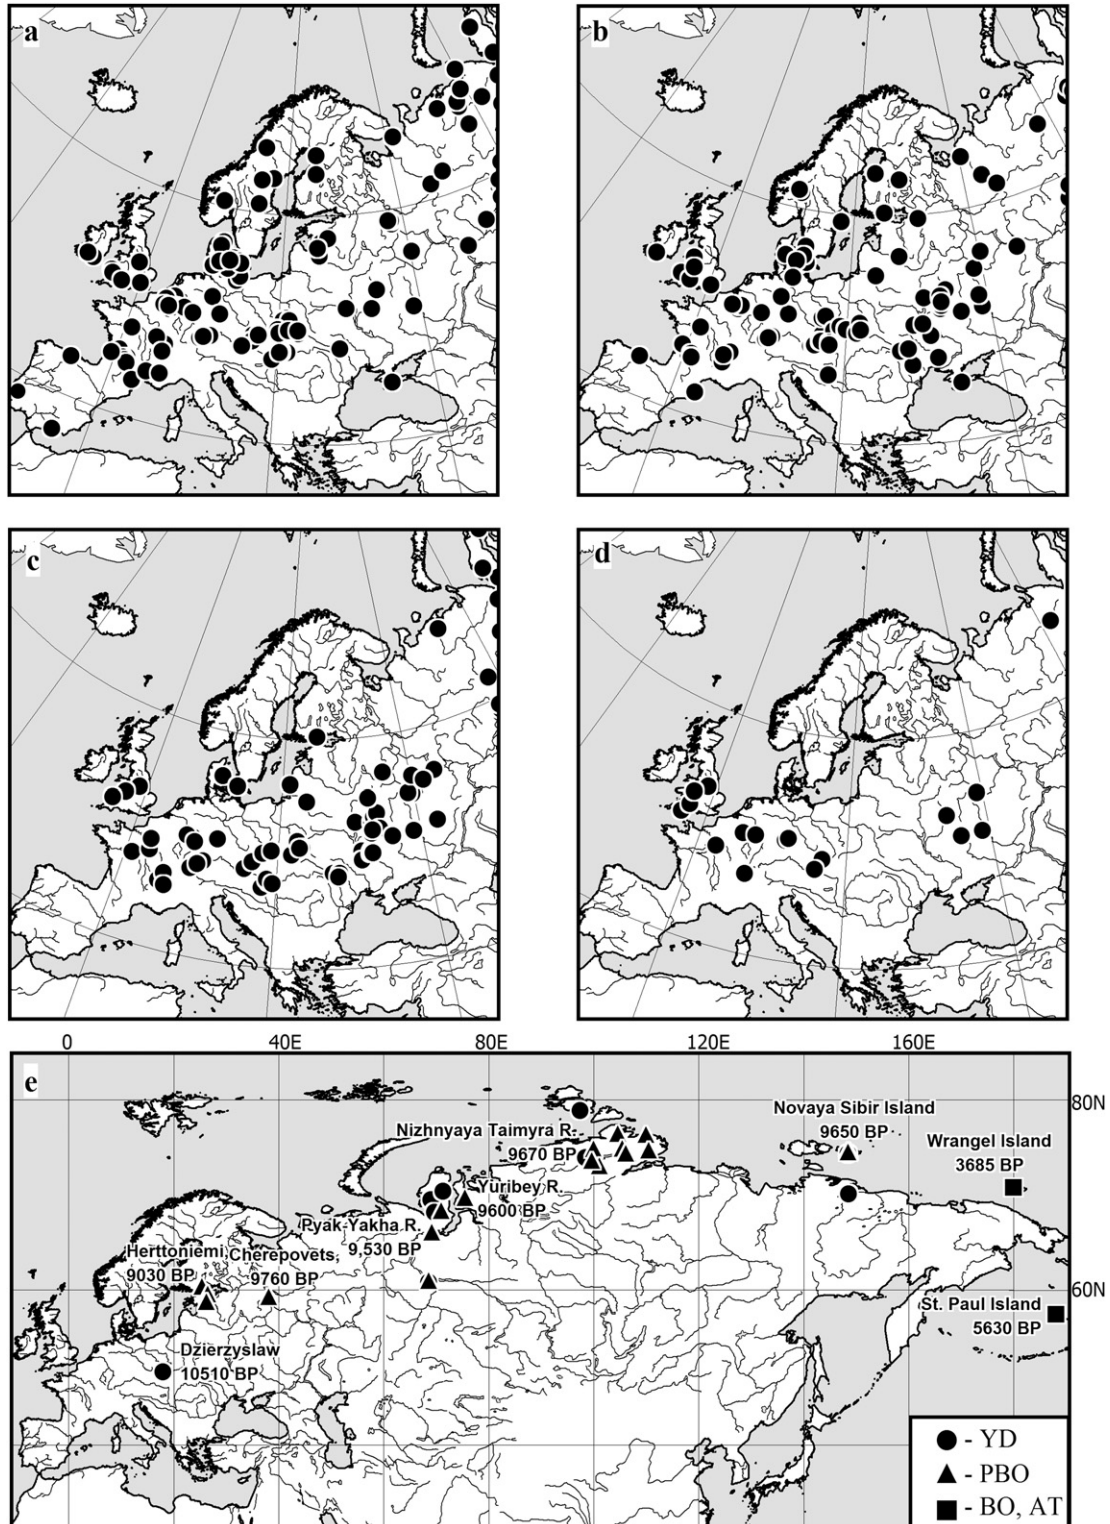 a
b
c
d
0
40E
80E
120E
160E
e
80N
Novaya Sibir Island
9650 BP
Nizhnyaya Taimyra R.
9670 BP
Wrangel Island
3685 BP
Yuribey R.
9600 BP
Pyak-Yakha R.
9,530 BP
Herttoniemi
9030 BP
Cherepovets
9760 BP
60N
St. Paul Island
5630 BP
Dzierzyslaw
10510 BP
- YD
- PBO
- BO, AT